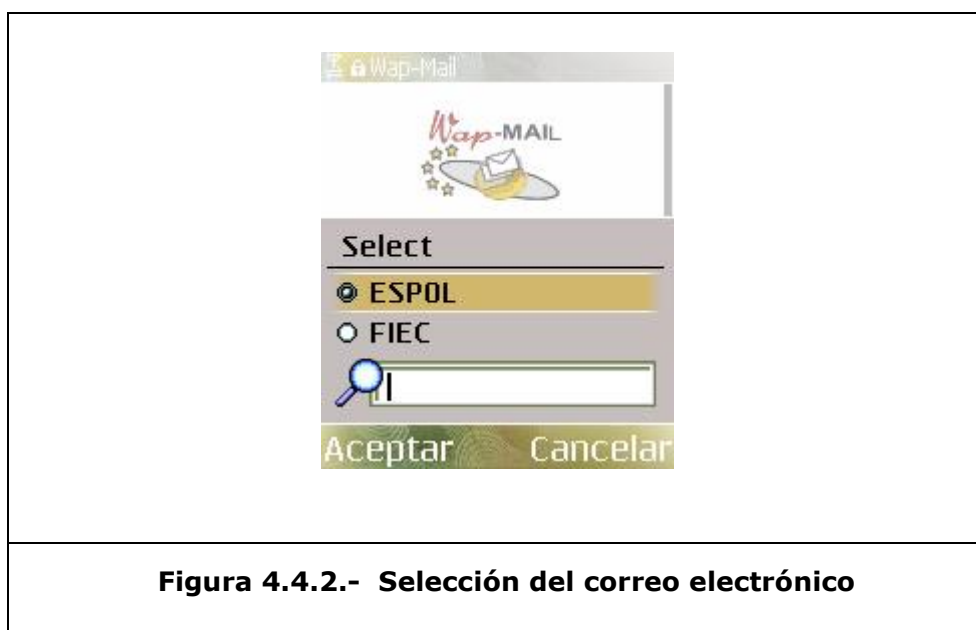 Wap-Mail
Wap-MAIL
Select
ESPOL
FIEC
Aceptar Cancelar
Figura 4.4.2.- Selección del correo electrónico